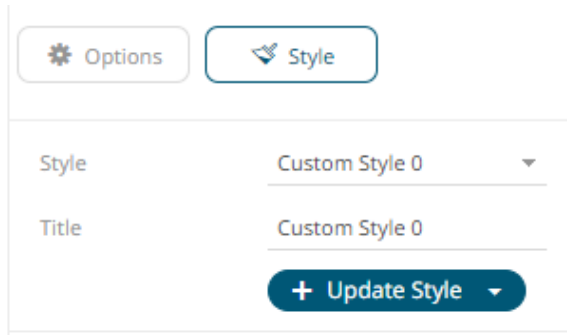 Options Style
Style Custom Style 0
Title Custom Style 0
+ Update Style